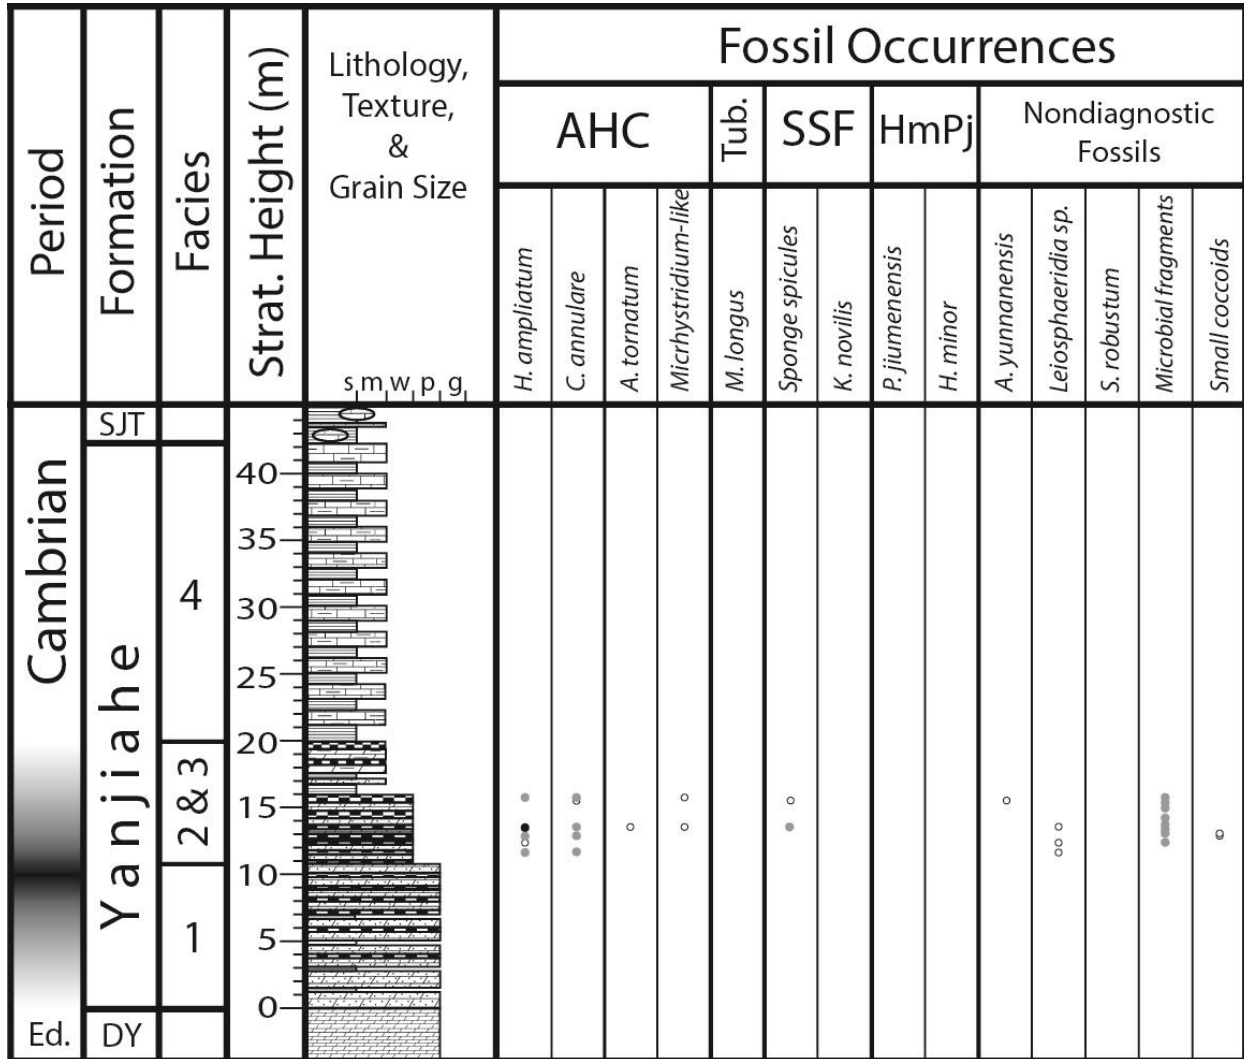 Period
Formation
Facies
Strat. Height (m)
Lithology,
Texture,
&
Grain Size
s m w p g
Fossil Occurrences
AHC
Tub.
SSF
HmPj
Nondiagnostic
Fossils
H. ampliatum
C. annulare
A. tornatum
Micrhystridium-like
M. longus
Sponge spicules
K. novilis
P. jiumenensis
H. minor
A. yunnanensis
Leiosphaeridia sp.
S. robustum
Microbial fragments
Small coccoids
Cambrian
Ed.
SJT
Yanjiahe
DY
4
2 & 3
1
40
35
30
25
20
15
10
5
0